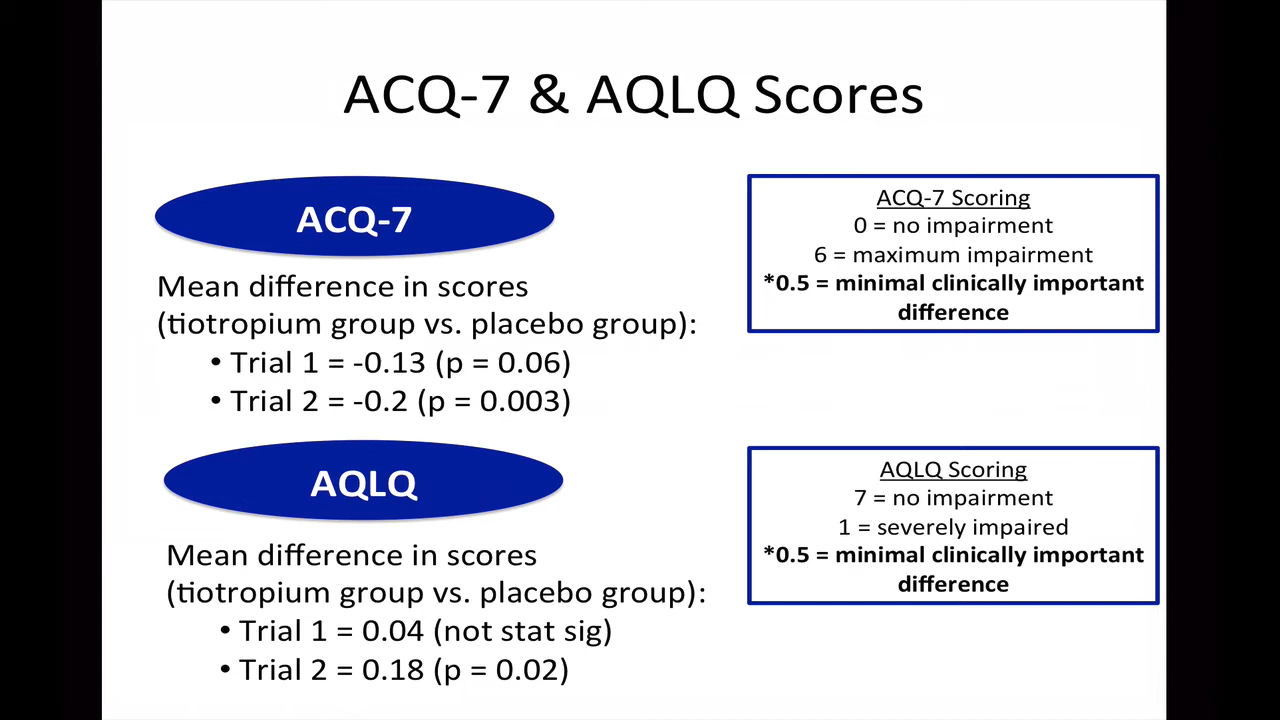 ACQ-7 & AQLQ Scores
ACQ-7
Mean difference in scores
(tiotropium group vs. placebo group):
• Trial 1 = -0.13 (p = 0.06)
• Trial 2 = -0.2 (p = 0.003)
ACQ-7 Scoring
0 = no impairment
6 = maximum impairment
*0.5 = minimal clinically important
difference
AQLQ
Mean difference in scores
(tiotropium group vs. placebo group):
• Trial 1 = 0.04 (not stat sig)
• Trial 2 = 0.18 (p = 0.02)
AQLQ Scoring
7 = no impairment
1 = severely impaired
*0.5 = minimal clinically important
difference